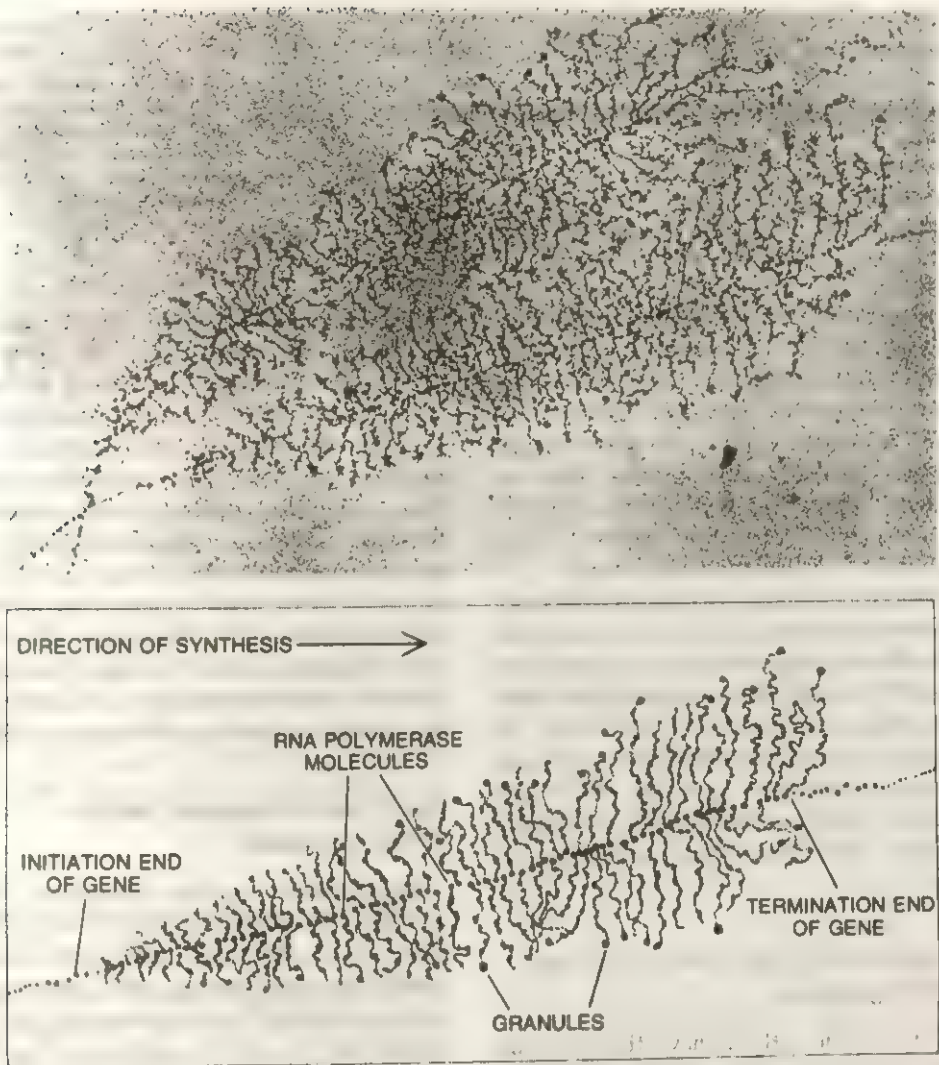 DIRECTION OF SYNTHESIS
RNA POLYMERASE
MOLECULES
INITIATION END
OF GENE
TERMINATION END
OF GENE
GRANULES